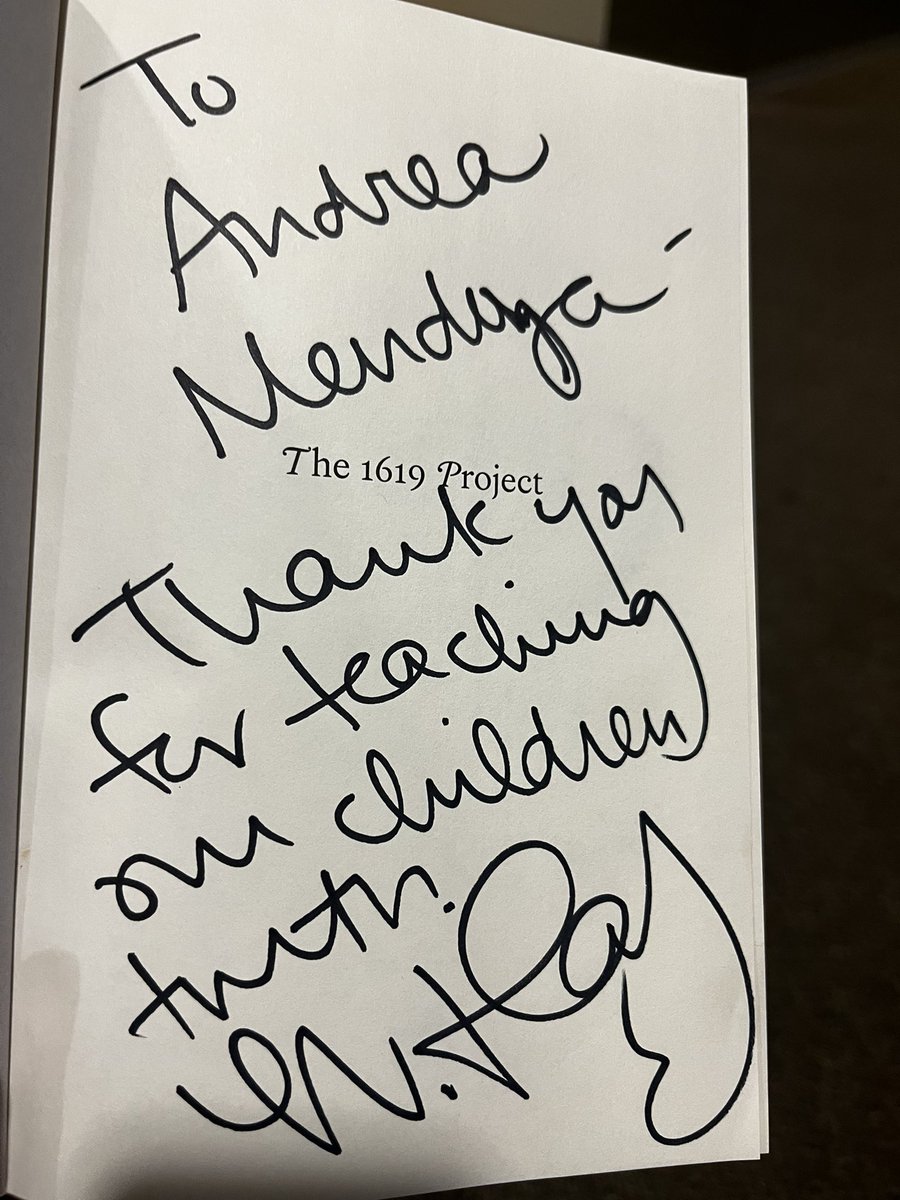 To
Andrea
Mendoza -
The 1619 Project
Thank you
for teaching
our children
truth.